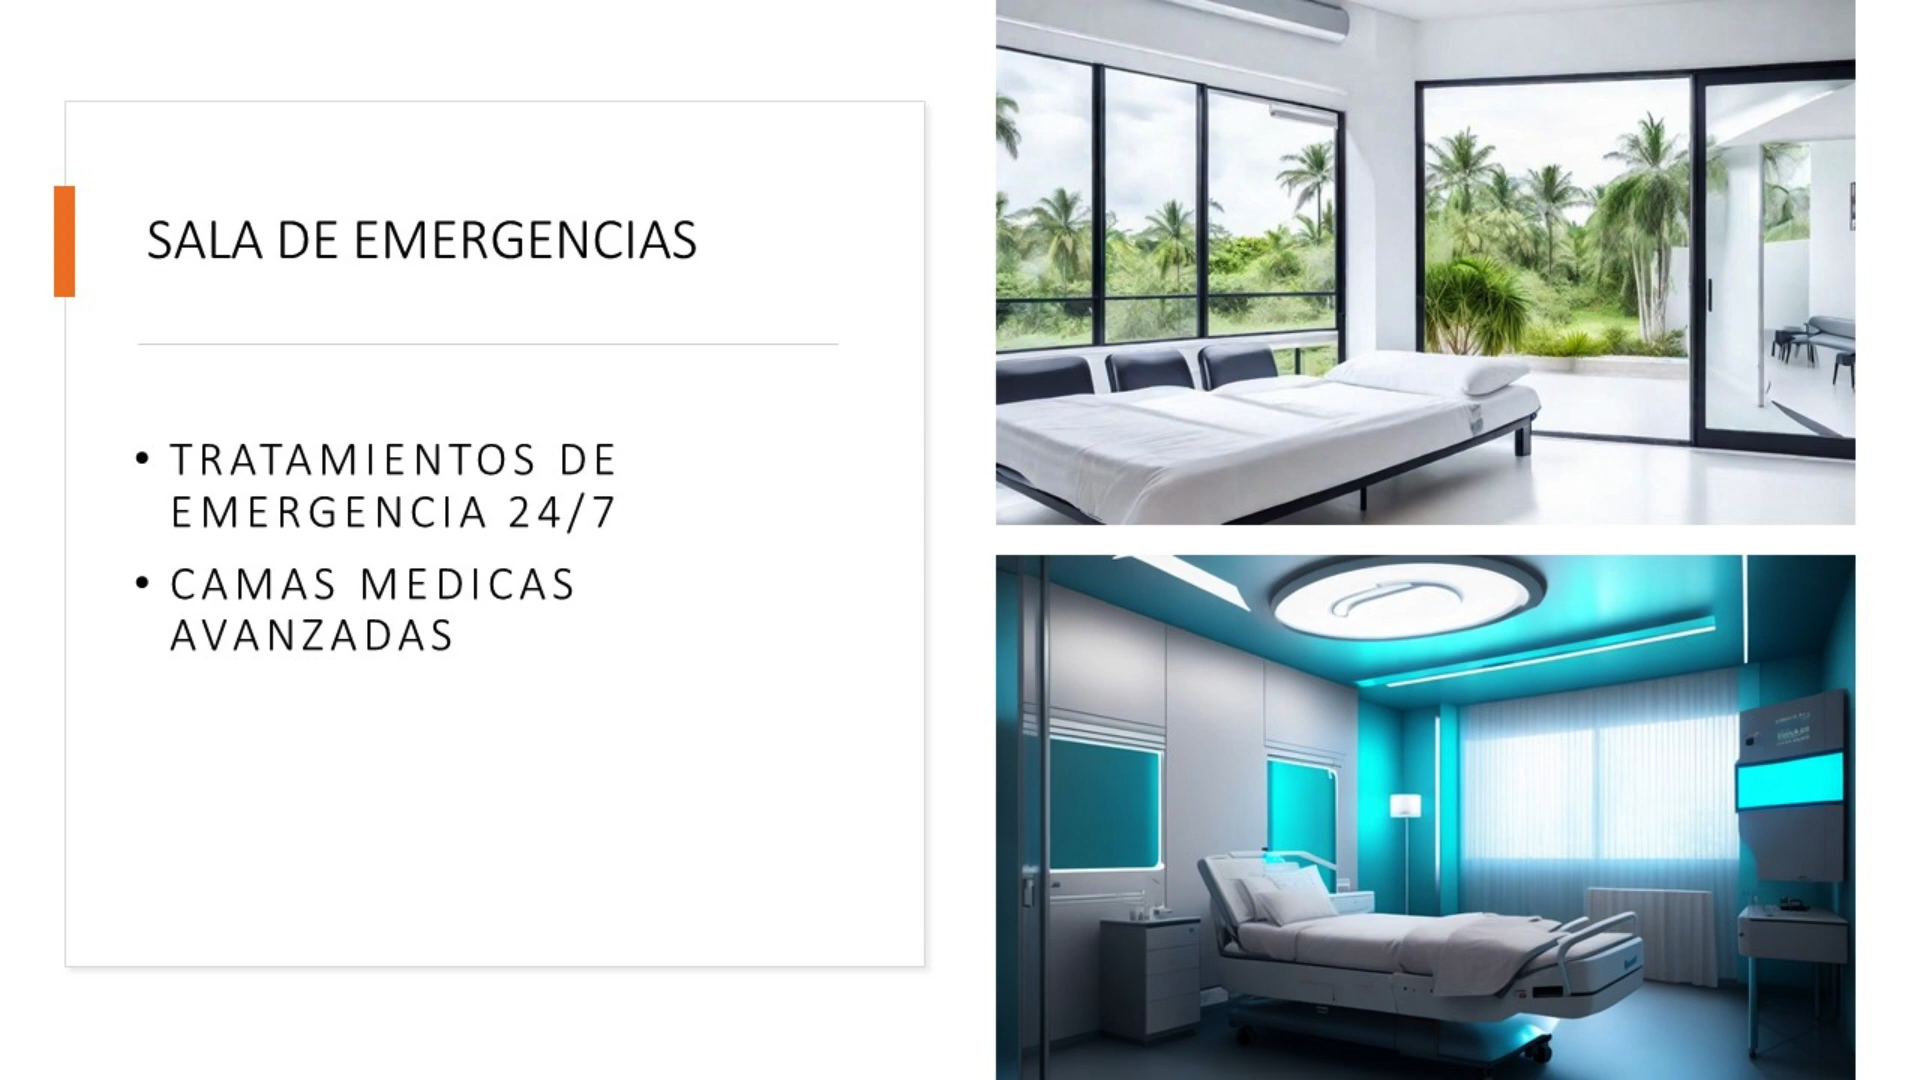 SALA DE EMERGENCIAS
• TRATAMIENTOS DE
EMERGENCIA 24/7
• CAMAS MEDICAS
AVANZADAS